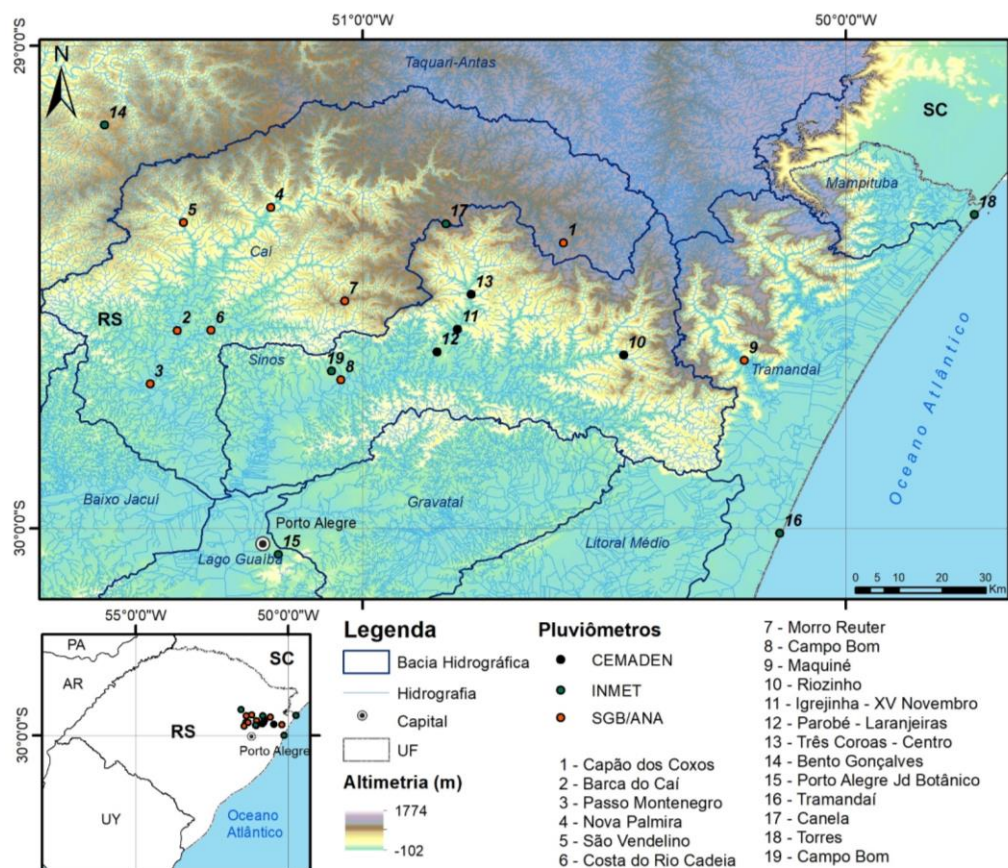 51°0'0"W
50°0'0"W
29°0'0"S
30°0'0"S
N
Taquari-Antas
14
SC
Mampituba
18
4
5
17
1
Caí
13
7
RS
2
6
11
12
10
19
8
Sinos
9
Tramandaí
3
Oceano Atlântico
Baixo Jacuí
Gravataí
Porto Alegre
15
Lago Guaíba
Litoral Médio
16
0 5 10 20 30
Km
55°0'0"W
50°0'0"W
30°0'0"S
PA
AR
SC
RS
Porto Alegre
UY
Oceano
Atlântico
Legenda
Bacia Hidrográfica
Hidrografia
Capital
UF
Altimetria (m)
1774
-102
Pluviômetros
CEMADEN
INMET
SGB/ANA
1 - Capão dos Coxos
2 - Barca do Caí
3 - Passo Montenegro
4 - Nova Palmira
5 - São Vendelino
6 - Costa do Rio Cadeia
7 - Morro Reuter
8 - Campo Bom
9 - Maquiné
10 - Riozinho
11 - Igrejinha - XV Novembro
12 - Parobé - Laranjeiras
13 - Três Coroas - Centro
14 - Bento Gonçalves
15 - Porto Alegre Jd Botânico
16 - Tramandaí
17 - Canela
18 - Torres
19 - Campo Bom